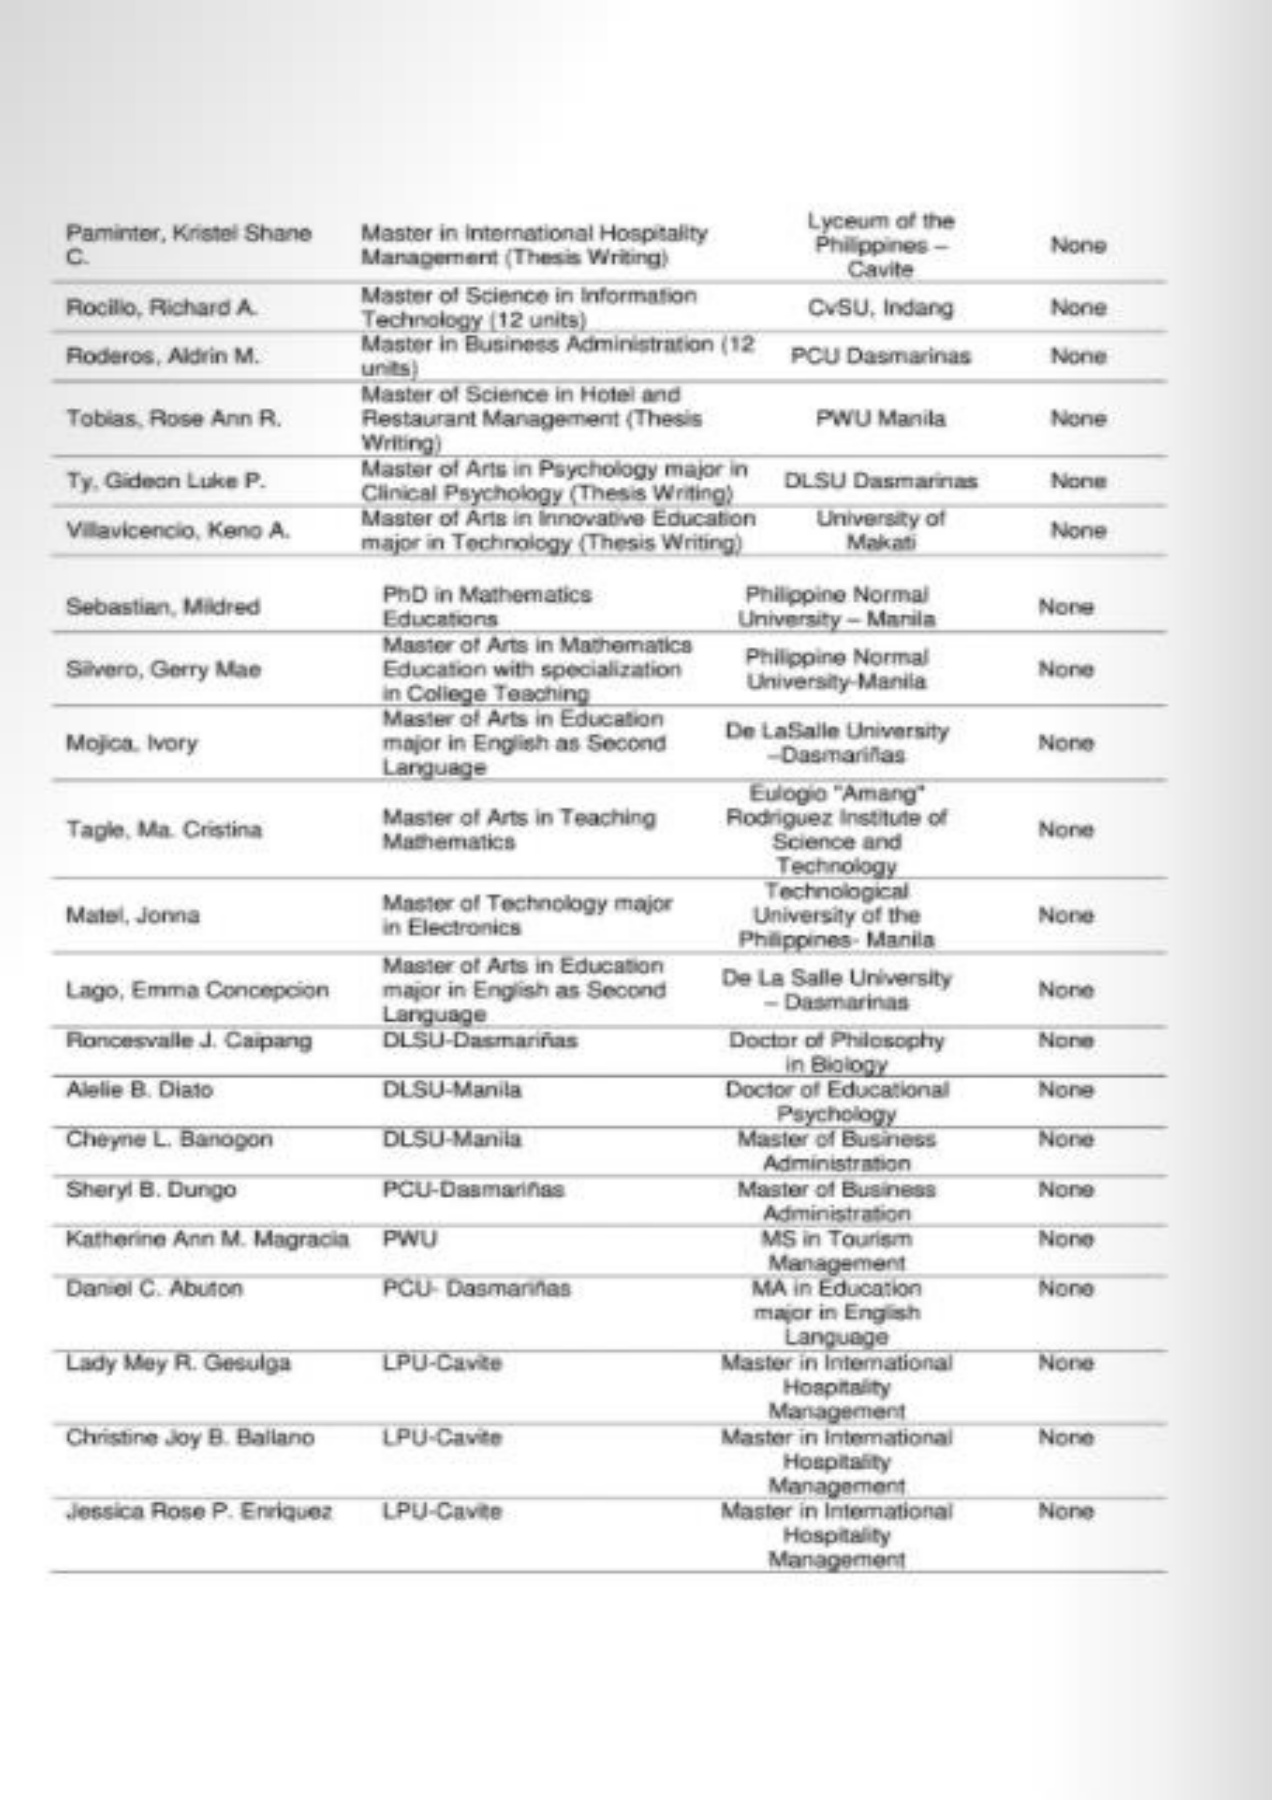 Paminter, Kristel Shane
C.
Master in International Hospitality
Management (Thesis Writing)
Lyceum of the
Philippines –
Cavite
None
Rocillo, Richard A.
Master of Science in Information
Technology (12 units)
CvSU, Indang
None
Roderos, Aldrin M.
Master in Business Administration (12
units)
PCU Dasmarinas
None
Tobias, Rose Ann R.
Master of Science in Hotel and
Restaurant Management (Thesis
Writing)
PWU Manila
None
Ty, Gideon Luke P.
Master of Arts in Psychology major in
Clinical Psychology (Thesis Writing)
DLSU Dasmarinas
None
Villavicencio, Keno A.
Master of Arts in Innovative Education
major in Technology (Thesis Writing)
University of
Makati
None
Sebastian, Mildred
PhD in Mathematics
Educations
Philippine Normal
University – Manila
None
Silvero, Gerry Mae
Master of Arts in Mathematics
Education with specialization
in College Teaching
Philippine Normal
University-Manila
None
Mojica, Ivory
Master of Arts in Education
major in English as Second
Language
De LaSalle University
–Dasmariñas
None
Tagle, Ma. Cristina
Master of Arts in Teaching
Mathematics
Eulogio "Amang"
Rodriguez Institute of
Science and
Technology
None
Matel, Jonna
Master of Technology major
in Electronics
Technological
University of the
Philippines- Manila
None
Lago, Emma Concepcion
Master of Arts in Education
major in English as Second
Language
De La Salle University
– Dasmarinas
None
Roncesvalle J. Caipang
DLSU-Dasmariñas
Doctor of Philosophy
in Biology
None
Alelie B. Diato
DLSU-Manila
Doctor of Educational
Psychology
None
Cheyne L. Banogon
DLSU-Manila
Master of Business
Administration
None
Sheryl B. Dungo
PCU-Dasmariñas
Master of Business
Administration
None
Katherine Ann M. Magracia
PWU
MS in Tourism
Management
None
Daniel C. Abuton
PCU- Dasmariñas
MA in Education
major in English
Language
None
Lady Mey R. Gesulga
LPU-Cavite
Master in International
Hospitality
Management
None
Christine Joy B. Ballano
LPU-Cavite
Master in International
Hospitality
Management
None
Jessica Rose P. Enriquez
LPU-Cavite
Master in International
Hospitality
Management
None